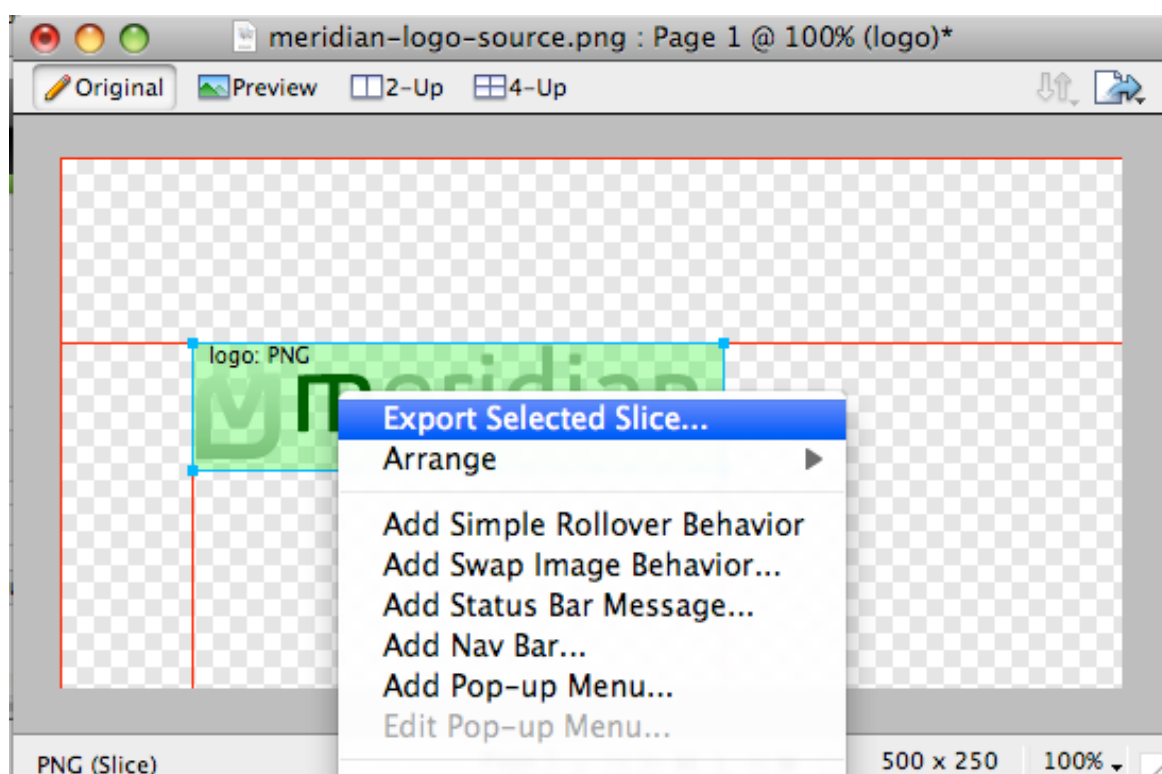 meridian-logo-source.png : Page 1 @ 100% (logo)*
Original Preview 2-Up 4-Up
logo: PNG
meridian
Export Selected Slice...
Arrange
Add Simple Rollover Behavior
Add Swap Image Behavior...
Add Status Bar Message...
Add Nav Bar...
Add Pop-up Menu...
Edit Pop-up Menu...
PNG (Slice) 500 x 250 100%